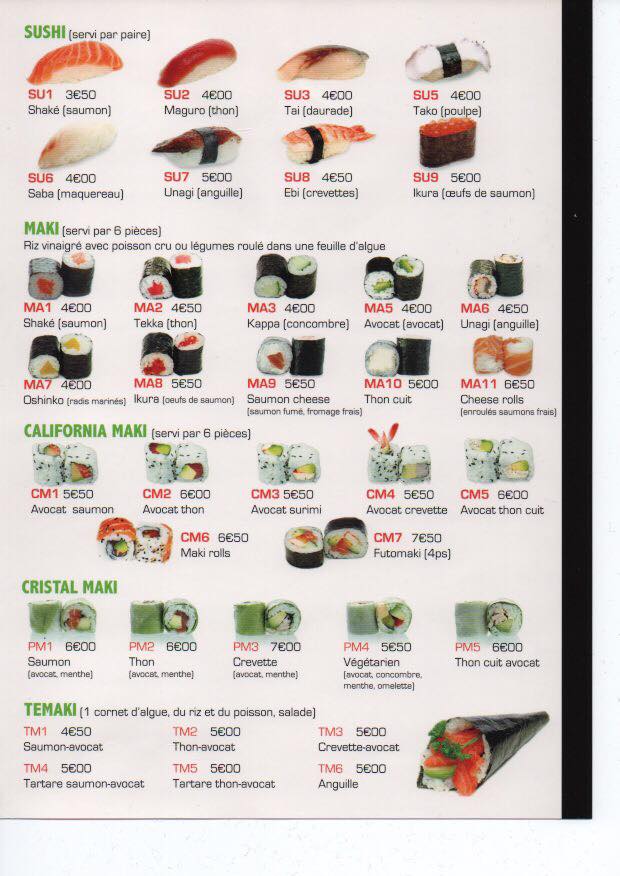 SUSHI (servi par paire)
SU1 3€50 SU2 4€00 SU3 4€00 SU5 4€00
Shaké (saumon) Maguro (thon) Tai (daurade) Tako (poulpe)
SU6 4€00 SU7 5€00 SU8 4€50 SU9 5€00
Saba (maquereau) Unagi (anguille) Ebi (crevettes) Ikura (œufs de saumon)
MAKI (servi par 6 pièces)
Riz vinaigré avec poisson cru ou légumes roulé dans une feuille d'algue
MA1 4€00 MA2 4€50 MA3 4€00 MA5 4€00 MA6 4€50
Shaké (saumon) Tekka (thon) Kappa (concombre) Avocat (avocat) Unagi (anguille)
MA7 4€00 MA8 5€50 MA9 5€50 MA10 5€00 MA11 6€50
Oshinko (radis marinés) Ikura (oeufs de saumon) Saumon cheese Thon cuit Cheese rolls
(saumon fumé, fromage frais) (enroulés saumons frais)
CALIFORNIA MAKI (servi par 6 pièces)
CM1 5€50 CM2 6€00 CM3 5€50 CM4 5€50 CM5 6€00
Avocat saumon Avocat thon Avocat surimi Avocat crevette Avocat thon cuit
CM6 6€50 CM7 7€50
Maki rolls Futomaki (4ps)
CRISTAL MAKI
PM1 6€00 PM2 6€00 PM3 7€00 PM4 5€50 PM5 6€00
Saumon Thon Crevette Végétarien Thon cuit avocat
(avocat, menthe) (avocat, menthe) (avocat, menthe) (avocat, concombre,
menthe, omelette)
TEMAKI (1 cornet d'algue, du riz et du poisson, salade)
TM1 4€50 TM2 5€00 TM3 5€00
Saumon-avocat Thon-avocat Crevette-avocat
TM4 5€00 TM5 5€00 TM6 5€00
Tartare saumon-avocat Tartare thon-avocat Anguille